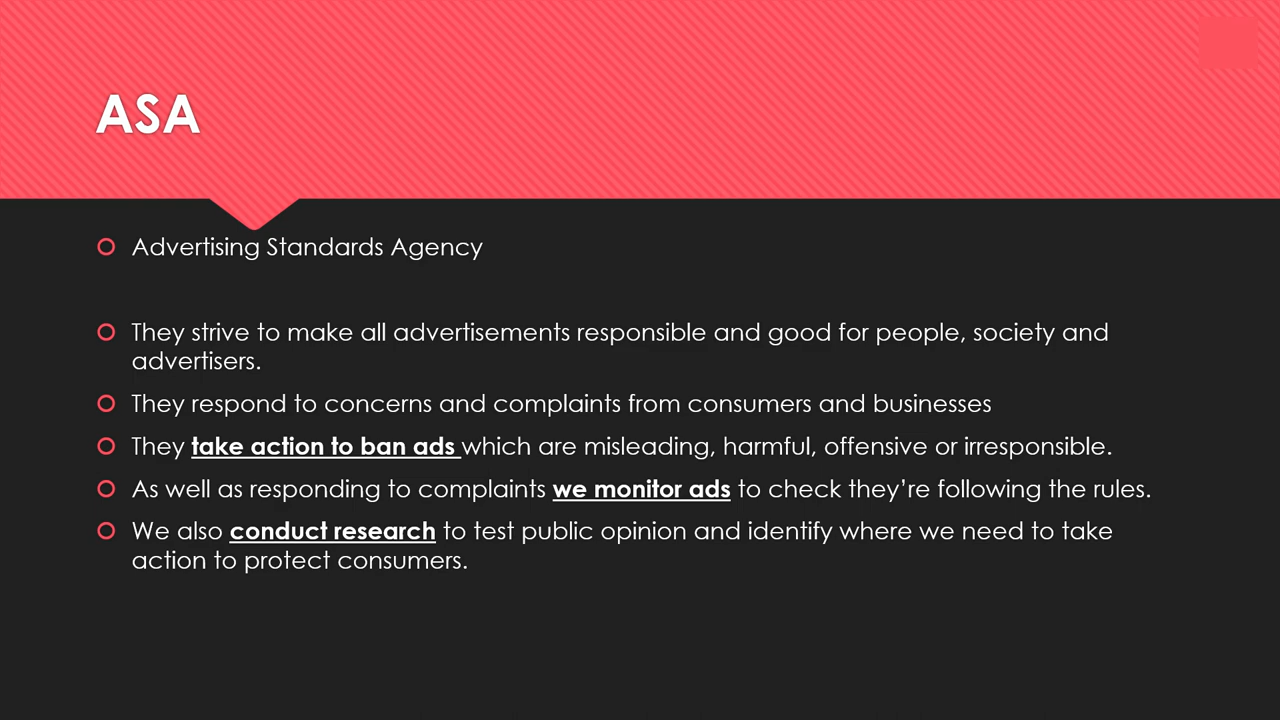 ASA
Advertising Standards Agency
They strive to make all advertisements responsible and good for people, society and
advertisers.
They respond to concerns and complaints from consumers and businesses
They take action to ban ads which are misleading, harmful, offensive or irresponsible.
As well as responding to complaints we monitor ads to check they’re following the rules.
We also conduct research to test public opinion and identify where we need to take
action to protect consumers.